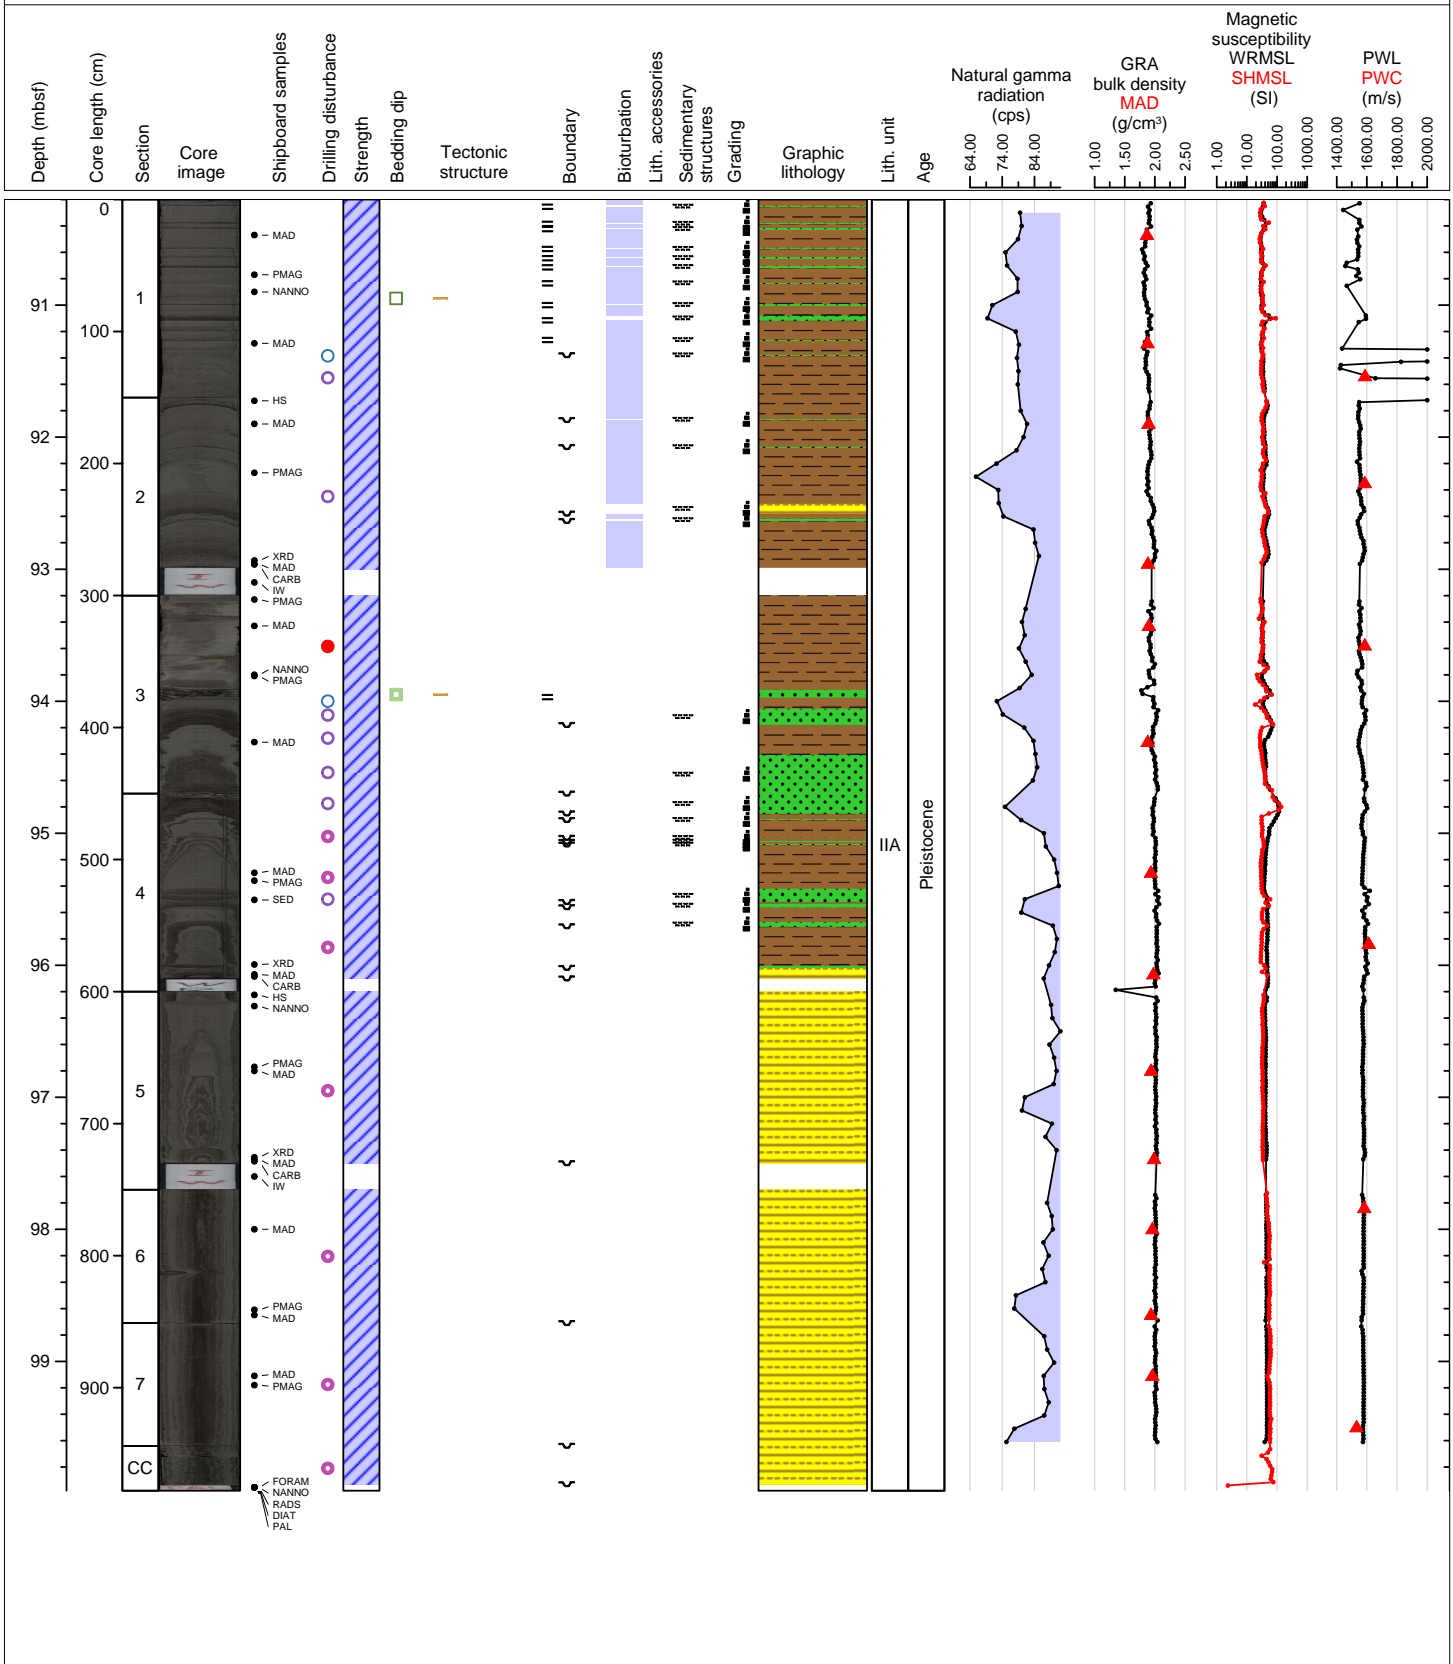 Depth (mbsf)
Core length (cm)
Section
Core
image
Shipboard samples
Drilling disturbance
Strength
Bedding dip
Tectonic
structure
Boundary
Bioturbation
Lith. accessories
Sedimentary
structures
Grading
Graphic
lithology
Lith. unit
Age
Natural gamma
radiation
(cps)
64.00
74.00
84.00
GRA
bulk density
MAD
(g/cm³)
1.00
1.50
2.00
2.50
Magnetic
susceptibility
WRMSL
SHMSL
(SI)
1.00
10.00
100.00
1000.00
PWL
PWC
(m/s)
1400.00
1600.00
2000.00
91
92
93
94
95
96
97
98
99
0
100
200
300
400
500
600
700
800
900
1
2
3
4
5
6
7
CC
MAD
PMAG
NANNO
MAD
HS
MAD
PMAG
XRD
MAD
CARB
IW
PMAG
MAD
NANNO
PMAG
MAD
MAD
PMAG
SED
XRD
MAD
CARB
HS
NANNO
PMAG
MAD
XRD
MAD
CARB
IW
MAD
PMAG
MAD
MAD
PMAG
FORAM
NANNO
RADS
DIAT
PAL
IIA
Pleistocene